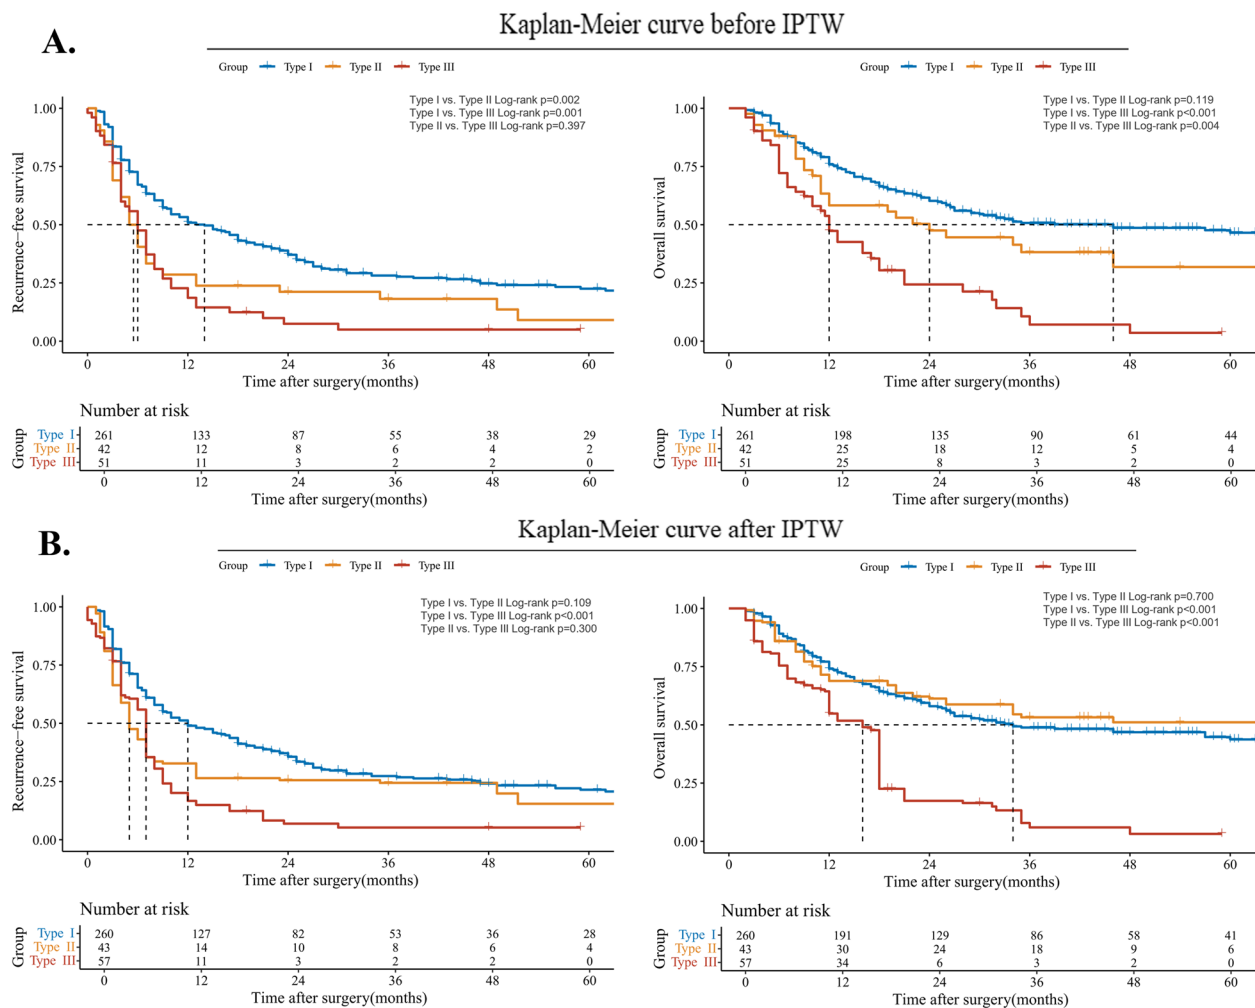 Kaplan-Meier curve before IPTW
A.
Group Type I Type II Type III
Type I vs. Type II Log-rank p=0.002
Type I vs. Type III Log-rank p=0.001
Type II vs. Type III Log-rank p=0.397
1.00
0.75
0.50
0.25
0.00
Recurrence-free survival
0 12 24 36 48 60
Time after surgery(months)
Number at risk
Group
Type I 261 133 87 55 38 29
Type II 42 12 8 6 4 2
Type III 51 11 3 2 2 0
0 12 24 36 48 60
Time after surgery(months)
Group Type I Type II Type III
Type I vs. Type II Log-rank p=0.119
Type I vs. Type III Log-rank p<0.001
Type II vs. Type III Log-rank p=0.004
1.00
0.75
0.50
0.25
0.00
Overall survival
0 12 24 36 48 60
Time after surgery(months)
Number at risk
Group
Type I 261 198 135 90 61 44
Type II 42 25 18 12 5 4
Type III 51 25 8 3 2 0
0 12 24 36 48 60
Time after surgery(months)
Kaplan-Meier curve after IPTW
B.
Group Type I Type II Type III
Type I vs. Type II Log-rank p=0.109
Type I vs. Type III Log-rank p<0.001
Type II vs. Type III Log-rank p=0.300
1.00
0.75
0.50
0.25
0.00
Recurrence-free survival
0 12 24 36 48 60
Time after surgery(months)
Number at risk
Group
Type I 260 127 82 53 36 28
Type II 43 14 10 8 6 4
Type III 57 11 3 2 2 0
0 12 24 36 48 60
Time after surgery(months)
Group Type I Type II Type III
Type I vs. Type II Log-rank p=0.700
Type I vs. Type III Log-rank p<0.001
Type II vs. Type III Log-rank p<0.001
1.00
0.75
0.50
0.25
0.00
Overall survival
0 12 24 36 48 60
Time after surgery(months)
Number at risk
Group
Type I 260 191 129 86 58 41
Type II 43 30 24 18 9 6
Type III 57 34 6 3 2 0
0 12 24 36 48 60
Time after surgery(months)